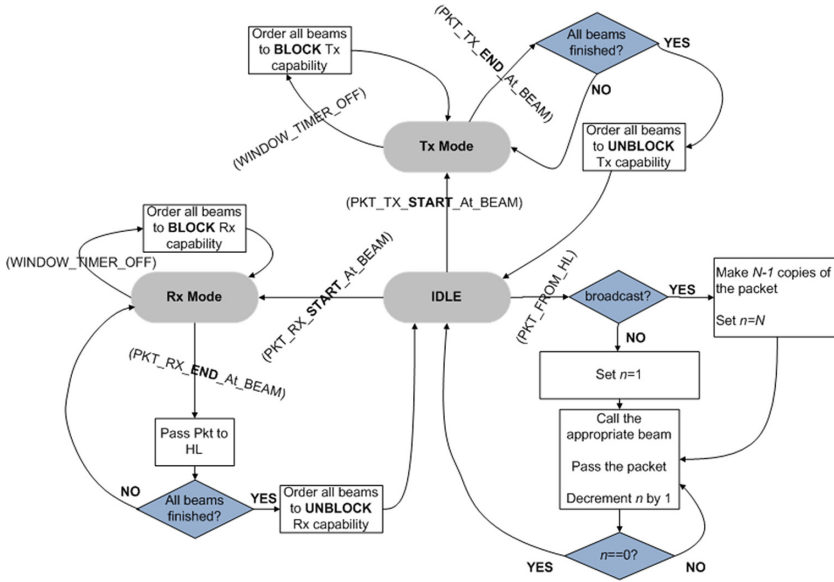 Order all beams
to BLOCK Tx
capability
(PKT_TX_END_At_BEAM)
All beams
finished?
YES
NO
(WINDOW_TIMER_OFF)
Tx Mode
Order all beams
to UNBLOCK
Tx capability
(PKT_TX_START_At_BEAM)
Order all beams
to BLOCK Rx
capability
(WINDOW_TIMER_OFF)
Rx Mode
(PKT_RX_START_At_BEAM)
IDLE
(PKT_FROM_HL)
broadcast?
YES
Make N-1 copies of
the packet
Set n=N
NO
(PKT_RX_END_At_BEAM)
Set n=1
Pass Pkt to
HL
Call the
appropriate beam
Pass the packet
Decrement n by 1
NO
All beams
finished?
YES
Order all beams
to UNBLOCK
Rx capability
n==0?
YES
NO